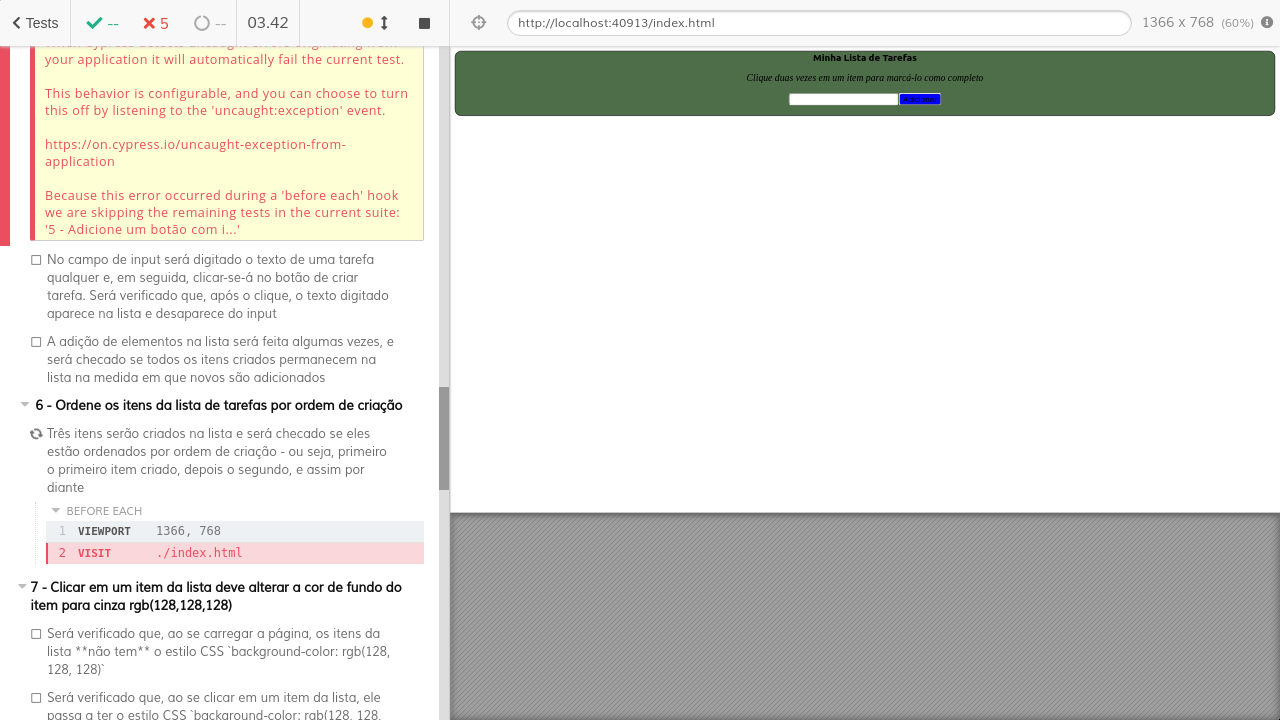 Tests
--
5
--
03.42
http://localhost:40913/index.html
1366 x 768 (60%)
your application it will automatically fail the current test.
This behavior is configurable, and you can choose to turn
this off by listening to the 'uncaught:exception' event.
https://on.cypress.io/uncaught-exception-from-
application
Because this error occurred during a 'before each' hook
we are skipping the remaining tests in the current suite:
'5 - Adicione um botão com i...'
No campo de input será digitado o texto de uma tarefa
qualquer e, em seguida, clicar-se-á no botão de criar
tarefa. Será verificado que, após o clique, o texto digitado
aparece na lista e desaparece do input
A adição de elementos na lista será feita algumas vezes, e
será checado se todos os itens criados permanecem na
lista na medida em que novos são adicionados
6 - Ordene os itens da lista de tarefas por ordem de criação
Três itens serão criados na lista e será checado se eles
estão ordenados por ordem de criação - ou seja, primeiro
o primeiro item criado, depois o segundo, e assim por
diante
BEFORE EACH
1 VIEWPORT 1366, 768
2 VISIT ./index.html
7 - Clicar em um item da lista deve alterar a cor de fundo do
item para cinza rgb(128,128,128)
Será verificado que, ao se carregar a página, os itens da
lista **não tem** o estilo CSS `background-color: rgb(128,
128, 128)`
Será verificado que, ao se clicar em um item da lista, ele
passa a ter o estilo CSS `background-color: rgb(128, 128,
Minha Lista de Tarefas
Clique duas vezes em um item para marcá-lo como completo